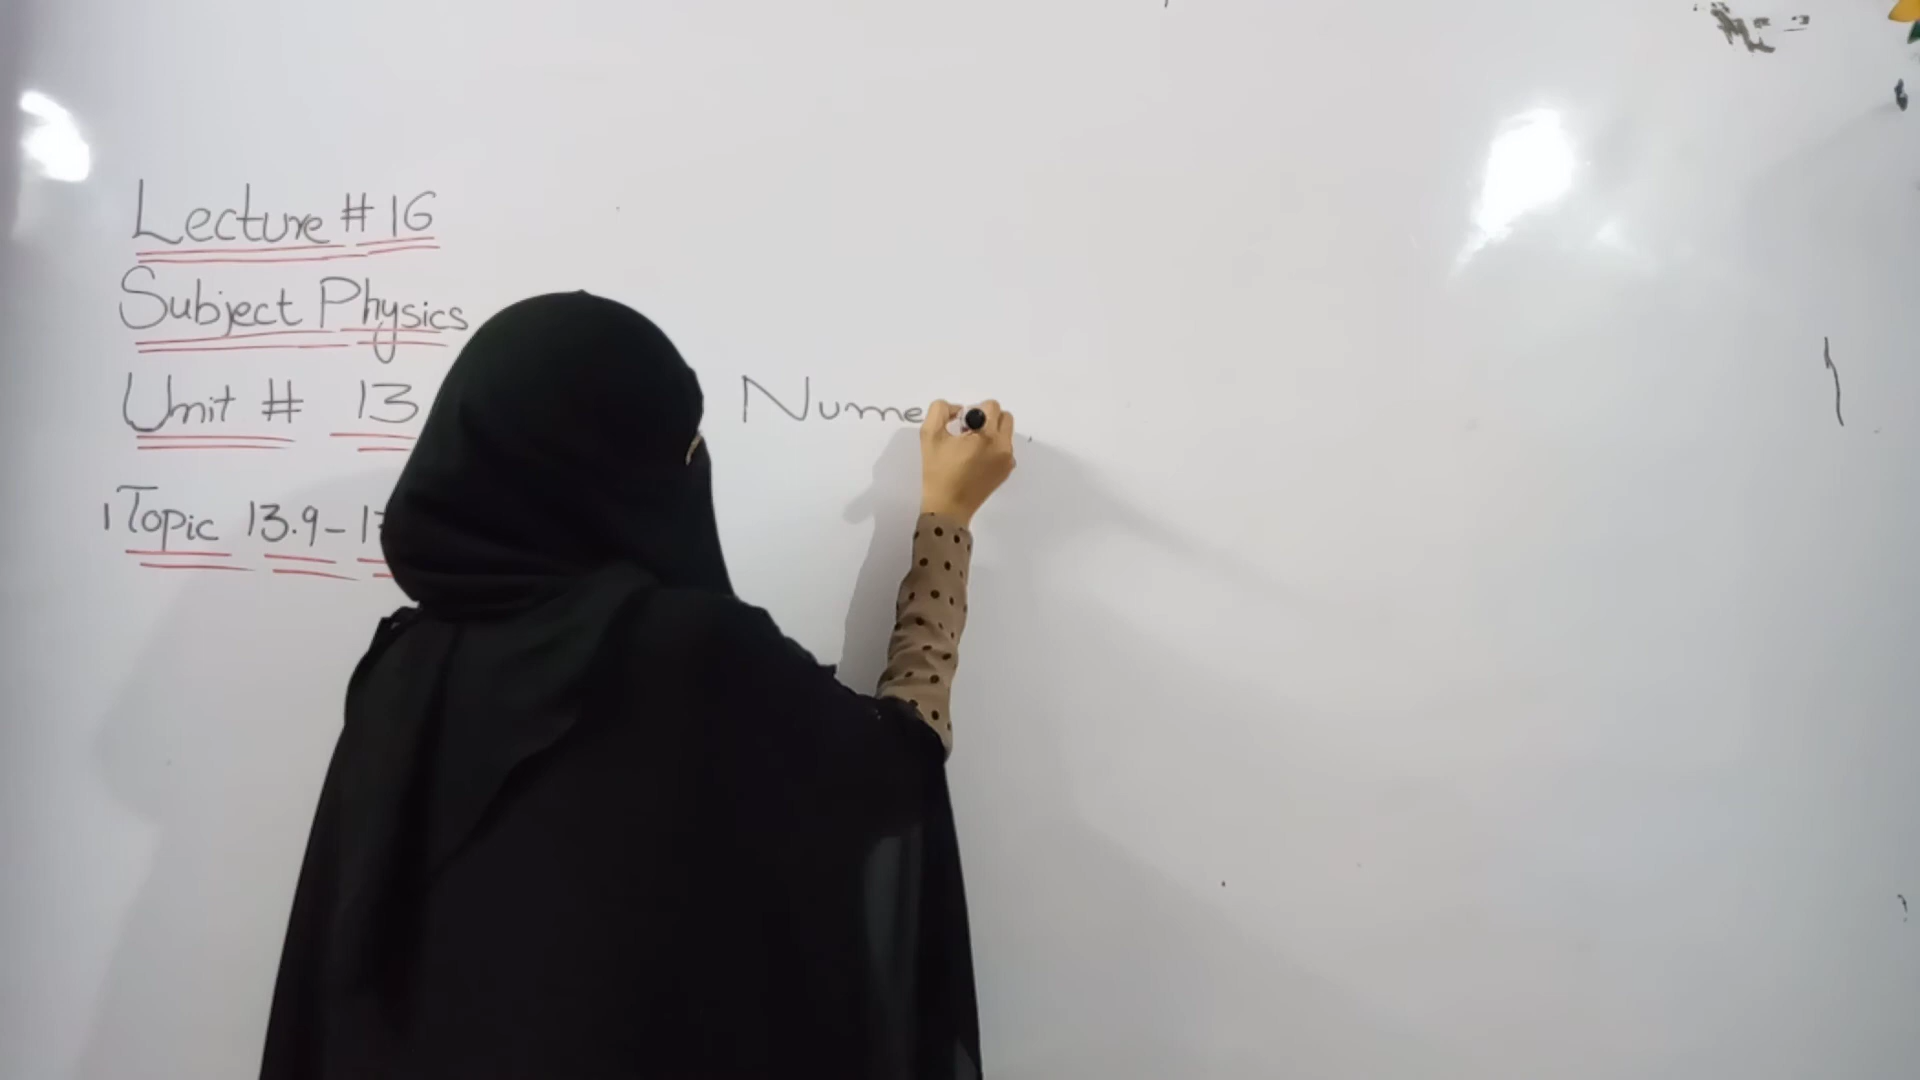 Lecture # 16
Subject Physics
Unit # 13
Topic 13.9-1
Nume